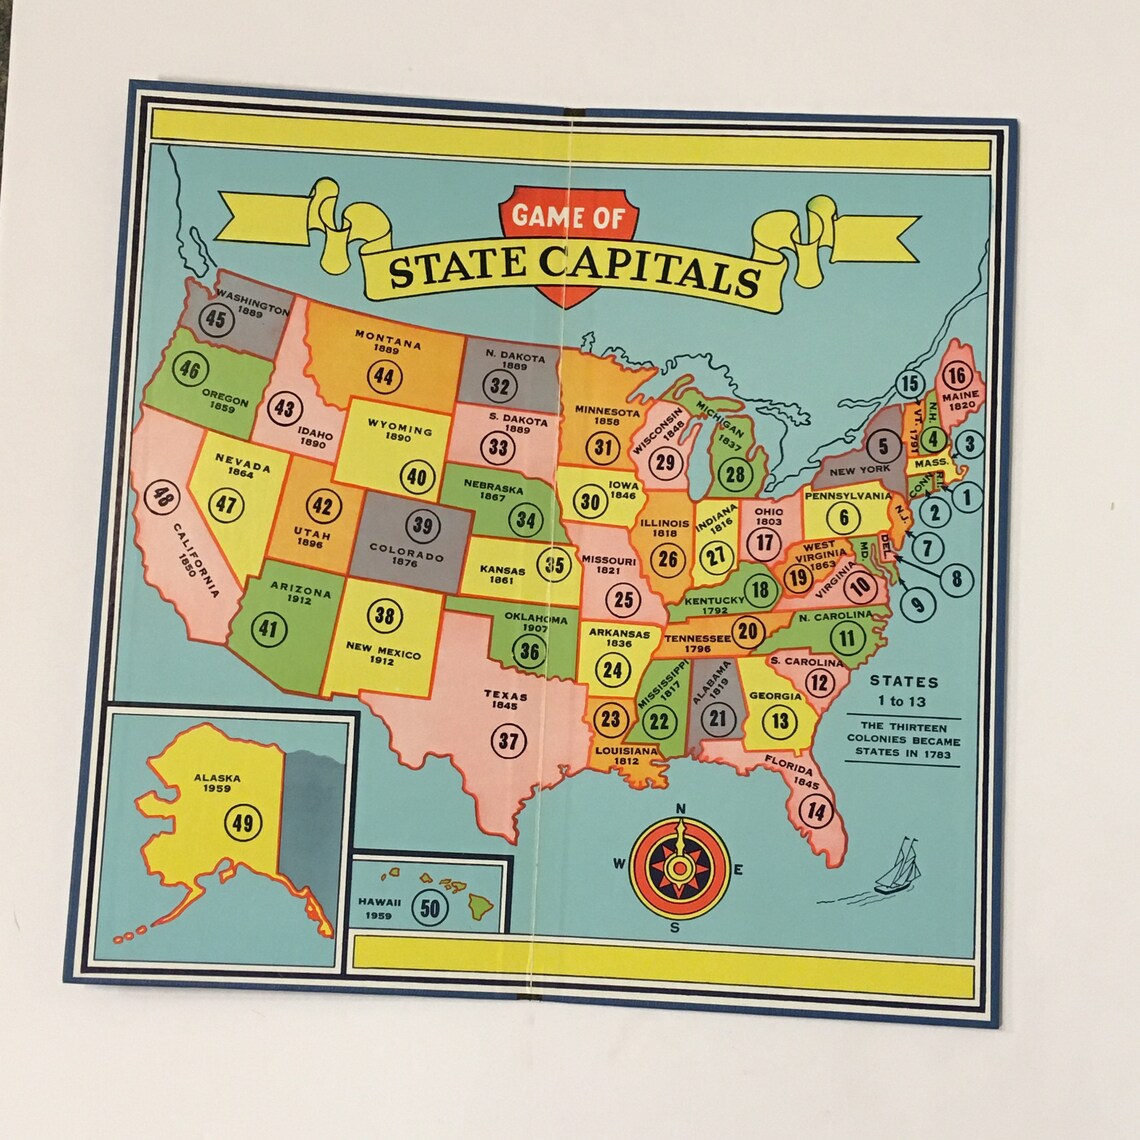 GAME OF
STATE CAPITALS
WASHINGTON
1889
45
MONTANA
1889
44
N. DAKOTA
1889
32
46
OREGON
1859
43
IDAHO
1890
WYOMING
1890
40
S. DAKOTA
1889
33
MINNESOTA
1858
31
WISCONSIN
1848
29
MICHIGAN
1837
28
15
VT. 1791
N.H.
4
16
MAINE
1820
3
5
NEW YORK
MASS.
CONN.
R.I.
1
2
NEVADA
1864
47
48
CALIFORNIA
1850
42
UTAH
1896
39
COLORADO
1876
NEBRASKA
1867
34
IOWA
1846
30
ILLINOIS
1818
26
INDIANA
1816
27
OHIO
1803
17
PENNSYLVANIA
6
N.J.
7
DEL.
8
MD.
9
WEST
VIRGINIA
1863
19
VIRGINIA
10
KANSAS
1861
35
MISSOURI
1821
25
KENTUCKY
1792
18
ARIZONA
1912
41
38
NEW MEXICO
1912
OKLAHOMA
1907
36
ARKANSAS
1836
24
TENNESSEE
1796
20
N. CAROLINA
11
S. CAROLINA
12
TEXAS
1845
37
23
LOUISIANA
1812
MISSISSIPPI
1817
22
ALABAMA
1819
21
GEORGIA
13
FLORIDA
1845
14
STATES
1 to 13
THE THIRTEEN
COLONIES BECAME
STATES IN 1783
ALASKA
1959
49
HAWAII
1959
50
N
W
E
S